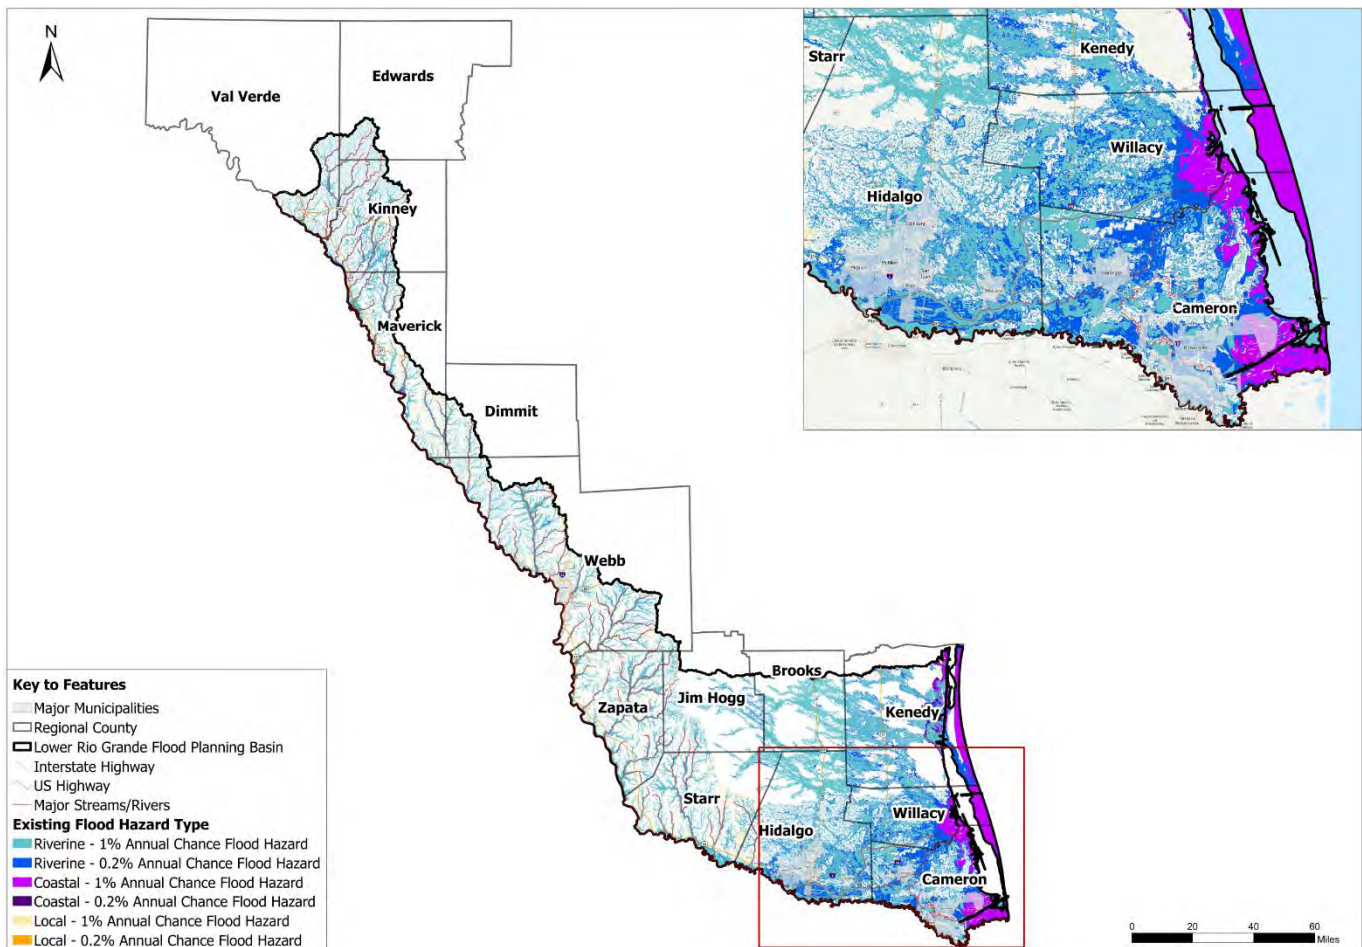 N
Val Verde
Edwards
Kinney
Maverick
Dimmit
Webb
Zapata
Jim Hogg
Brooks
Kenedy
Starr
Hidalgo
Willacy
Cameron
Starr
Kenedy
Willacy
Hidalgo
Cameron
Key to Features
Major Municipalities
Regional County
Lower Rio Grande Flood Planning Basin
Interstate Highway
US Highway
Major Streams/Rivers
Existing Flood Hazard Type
Riverine - 1% Annual Chance Flood Hazard
Riverine - 0.2% Annual Chance Flood Hazard
Coastal - 1% Annual Chance Flood Hazard
Coastal - 0.2% Annual Chance Flood Hazard
Local - 1% Annual Chance Flood Hazard
Local - 0.2% Annual Chance Flood Hazard
0 20 40 60
Miles